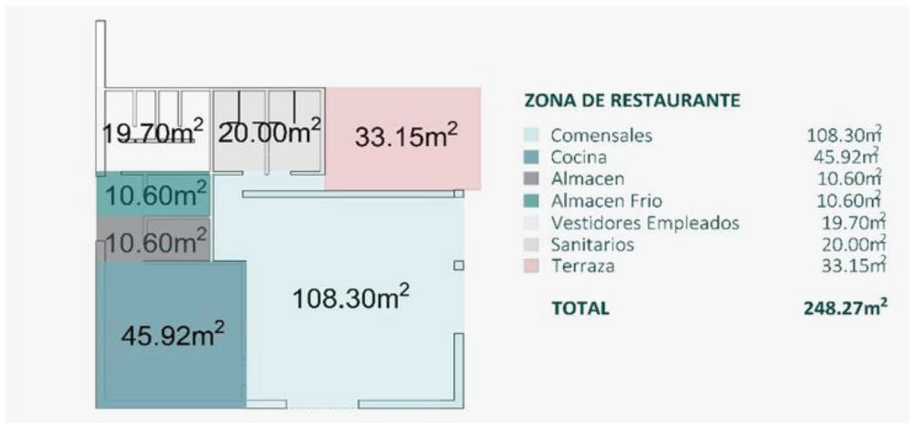 19.70m²
20.00m²
33.15m²
10.60m²
10.60m²
108.30m²
45.92m²
ZONA DE RESTAURANTE
Comensales 108.30m²
Cocina 45.92m²
Almacen 10.60m²
Almacen Frio 10.60m²
Vestidores Empleados 19.70m²
Sanitarios 20.00m²
Terraza 33.15m²
TOTAL 248.27m²